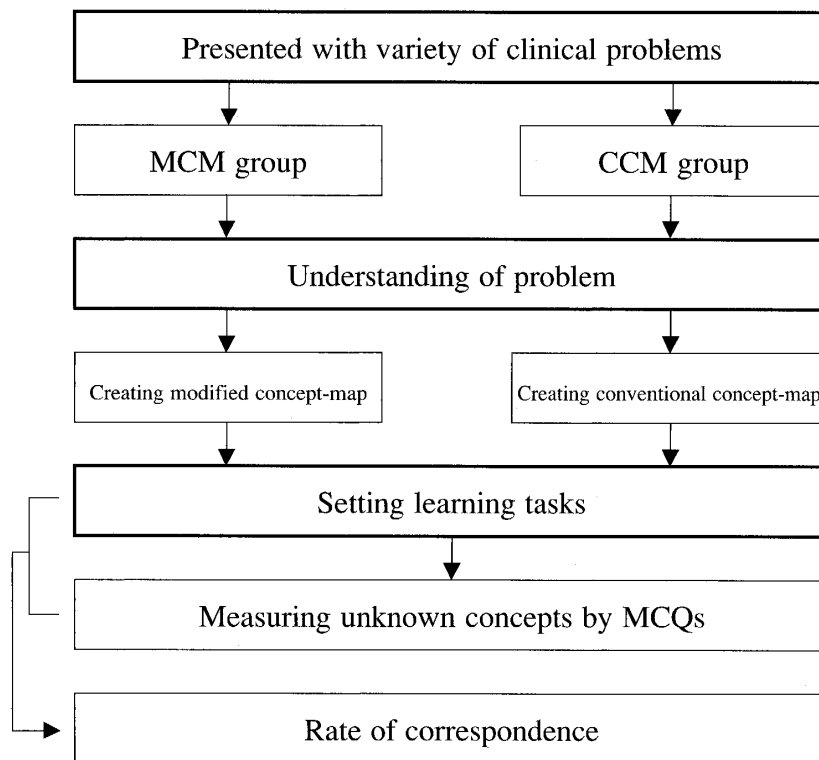 Presented with variety of clinical problems
MCM group
CCM group
Understanding of problem
Creating modified concept-map
Creating conventional concept-map
Setting learning tasks
Measuring unknown concepts by MCQs
Rate of correspondence